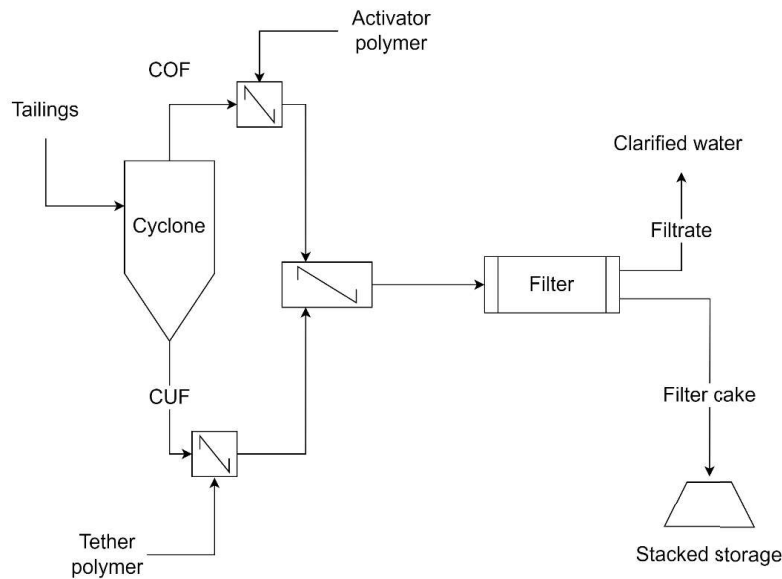 Activator
polymer
COF
Tailings
Clarified water
Cyclone
Filtrate
Filter
CUF
Filter cake
Tether
polymer
Stacked storage